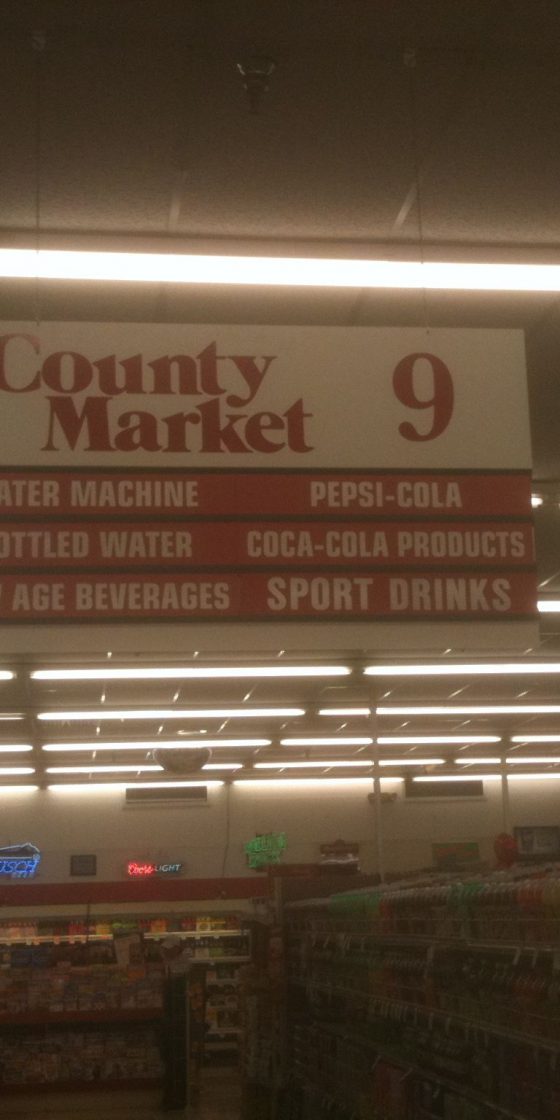 County
Market
9
ATER MACHINE
PEPSI-COLA
OTTLED WATER
COCA-COLA PRODUCTS
AGE BEVERAGES
SPORT DRINKS
USCH
Coors LIGHT